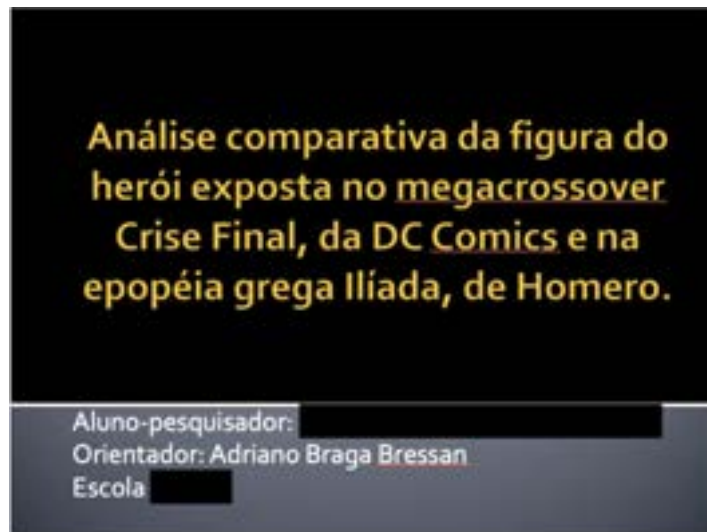 Análise comparativa da figura do
herói exposta no megacrossover
Crise Final, da DC Comics e na
epopéia grega Ilíada, de Homero.
Aluno-pesquisador:
Orientador: Adriano Braga Bressan
Escola